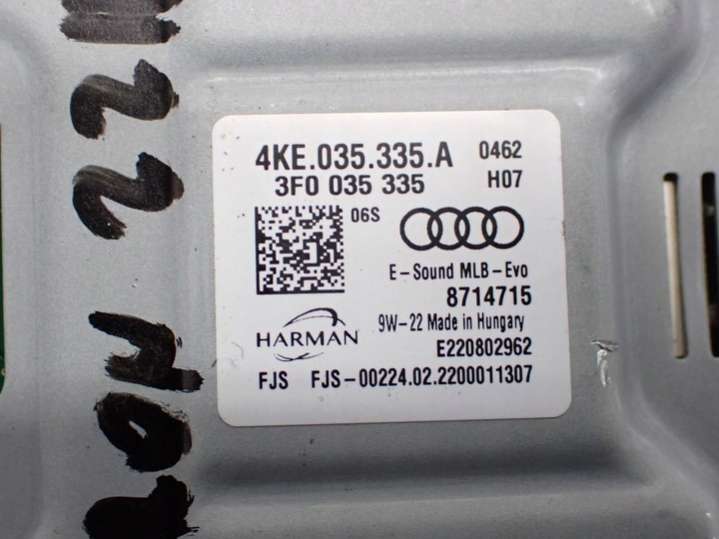 4KE.035.335.A 0462
3F0 035 335 H07
06S
E-Sound MLB-Evo
8714715
HARMAN
9W-22 Made in Hungary
E220802962
FJS FJS-00224.02.2200011307